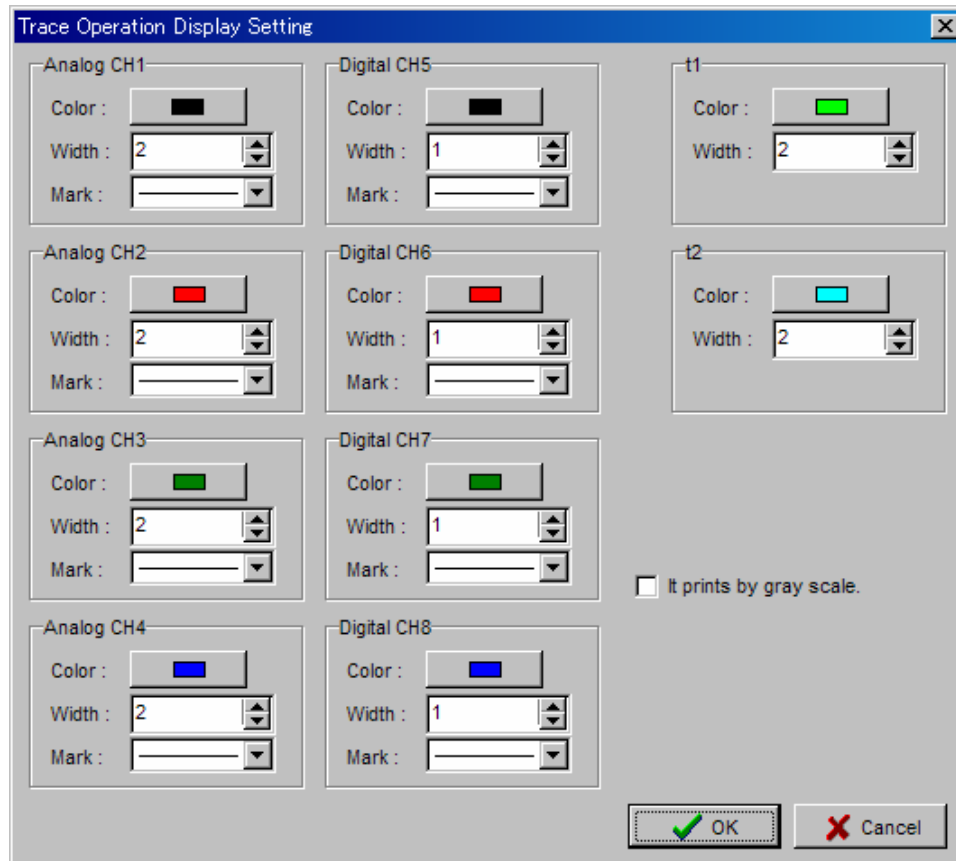 Trace Operation Display Setting
Analog CH1
Color :
Width : 2
Mark :
Digital CH5
Color :
Width : 1
Mark :
t1
Color :
Width : 2
Analog CH2
Color :
Width : 2
Mark :
Digital CH6
Color :
Width : 1
Mark :
t2
Color :
Width : 2
Analog CH3
Color :
Width : 2
Mark :
Digital CH7
Color :
Width : 1
Mark :
It prints by gray scale.
Analog CH4
Color :
Width : 2
Mark :
Digital CH8
Color :
Width : 1
Mark :
OK
Cancel